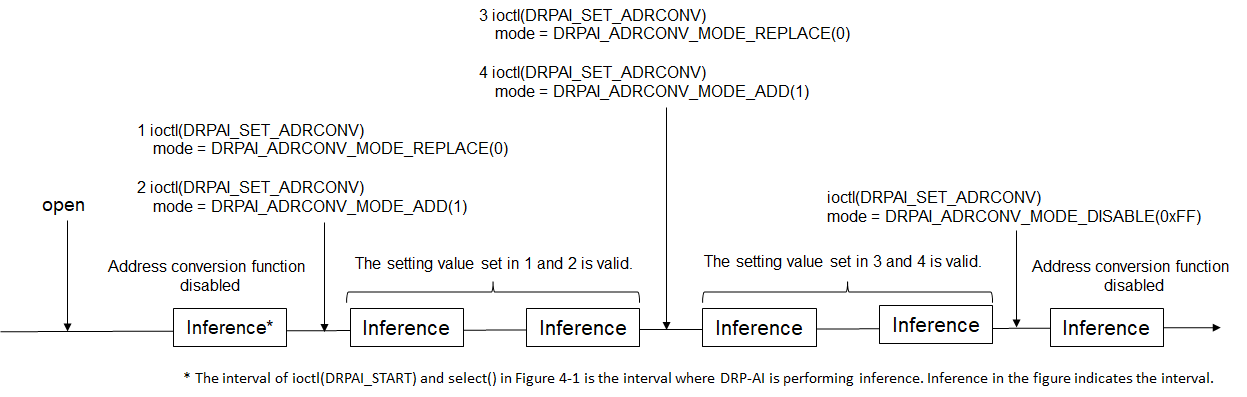 3 ioctl(DRPAI_SET_ADRCONV)
mode = DRPAI_ADRCONV_MODE_REPLACE(0)
4 ioctl(DRPAI_SET_ADRCONV)
mode = DRPAI_ADRCONV_MODE_ADD(1)
1 ioctl(DRPAI_SET_ADRCONV)
mode = DRPAI_ADRCONV_MODE_REPLACE(0)
2 ioctl(DRPAI_SET_ADRCONV)
mode = DRPAI_ADRCONV_MODE_ADD(1)
open
ioctl(DRPAI_SET_ADRCONV)
mode = DRPAI_ADRCONV_MODE_DISABLE(0xFF)
Address conversion function
disabled
The setting value set in 1 and 2 is valid.
The setting value set in 3 and 4 is valid.
Address conversion function
disabled
Inference*
Inference
Inference
Inference
Inference
Inference
* The interval of ioctl(DRPAI_START) and select() in Figure 4-1 is the interval where DRP-AI is performing inference. Inference in the figure indicates the interval.